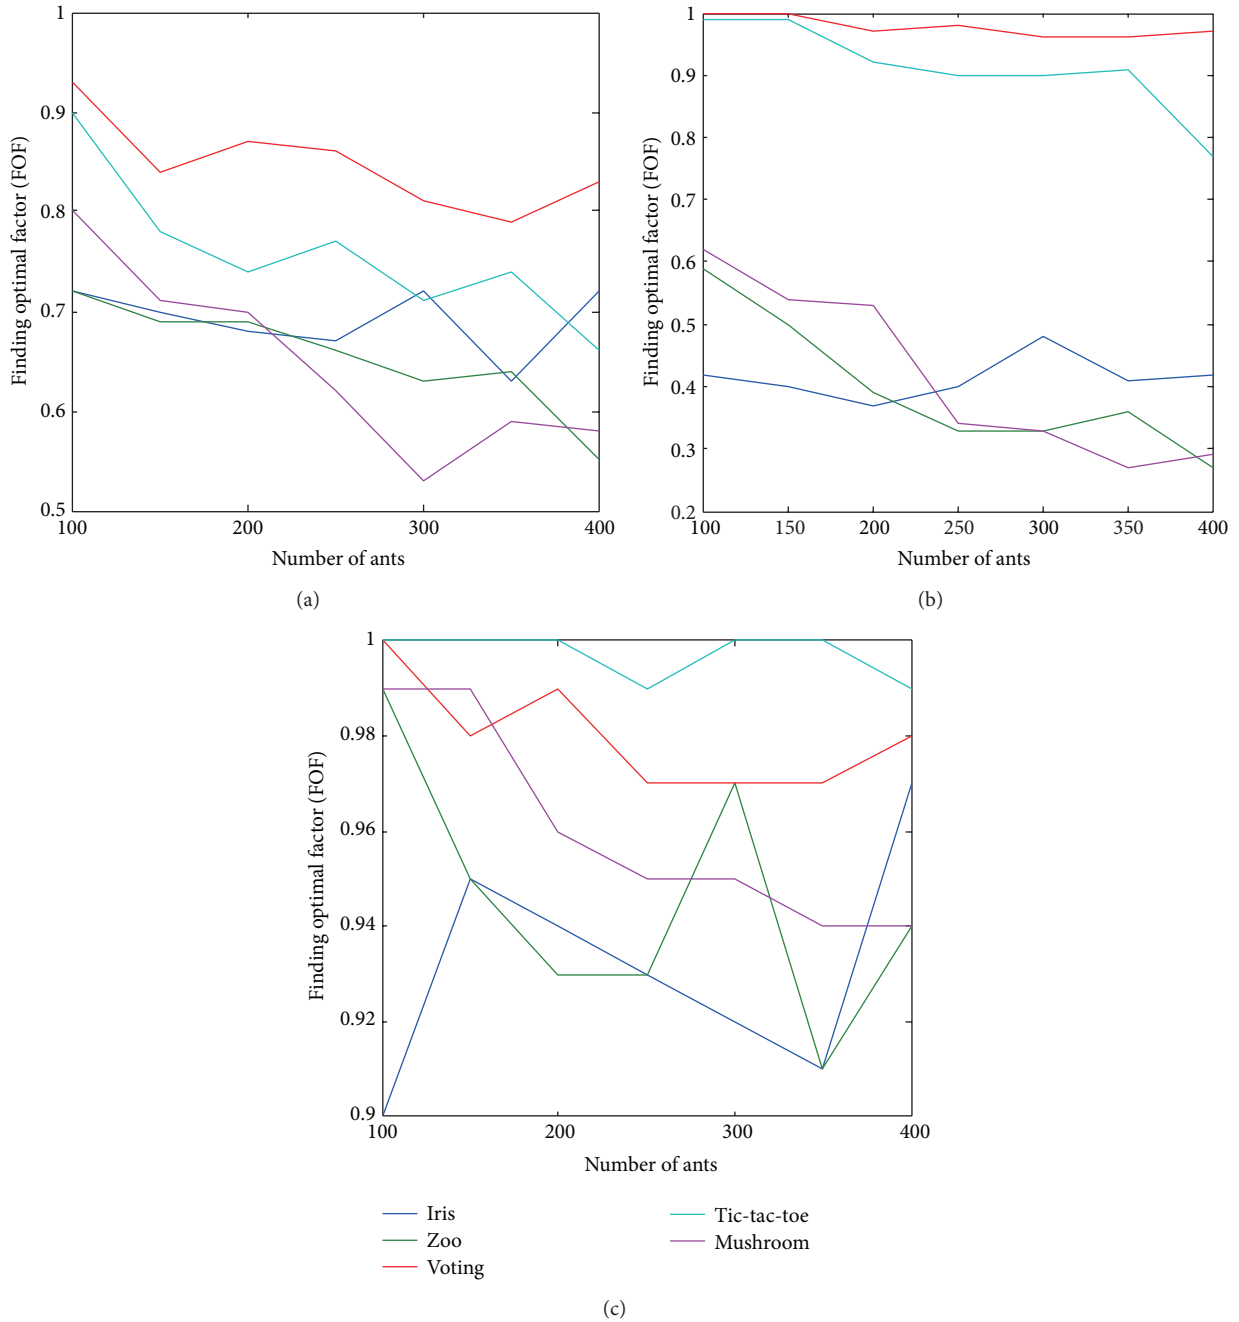 1
0.9
0.8
0.7
0.6
0.5
Finding optimal factor (FOF)
100
200
300
400
Number of ants
(a)
1
0.9
0.8
0.7
0.6
0.5
0.4
0.3
0.2
Finding optimal factor (FOF)
100
150
200
250
300
350
400
Number of ants
(b)
1
0.98
0.96
0.94
0.92
0.9
Finding optimal factor (FOF)
100
200
300
400
Number of ants
Iris
Zoo
Voting
Tic-tac-toe
Mushroom
(c)